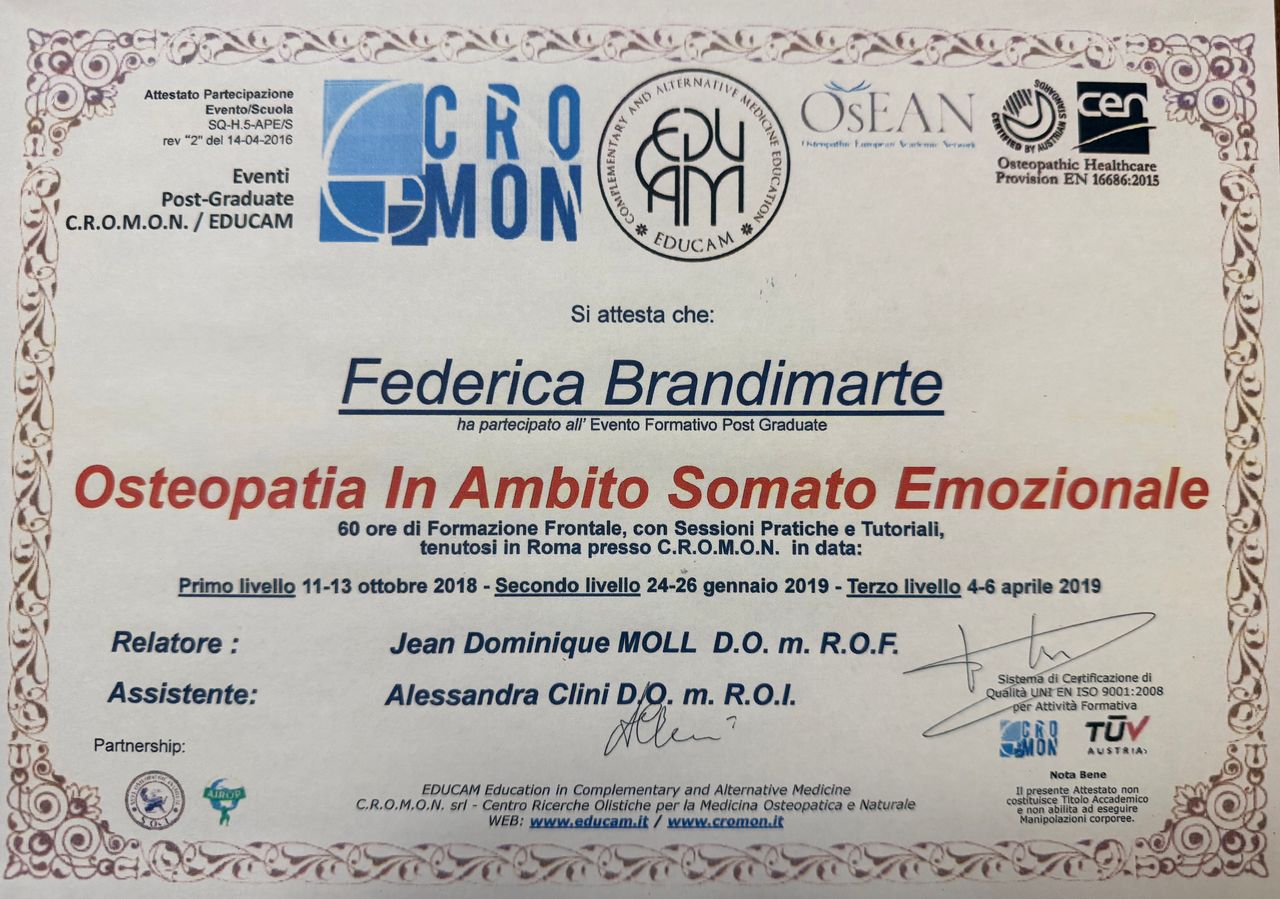 Attestato Partecipazione
Evento/Scuola
SQ-H.5-APE/S
rev "2" del 14-04-2016
Eventi
Post-Graduate
C.R.O.M.O.N. / EDUCAM
CRO
MON
COMPLEMENTARY AND ALTERNATIVE MEDICINE EDUCATION
EDU
CAM
EDUCAM
OSEAN
Osteopathic European Academic Network
CERTIFIED BY AUSTRIAN STANDARDS
cen
Osteopathic Healthcare
Provision EN 16686:2015
Si attesta che:
Federica Brandimarte
ha partecipato all' Evento Formativo Post Graduate
Osteopatia In Ambito Somato Emozionale
60 ore di Formazione Frontale, con Sessioni Pratiche e Tutoriali,
tenutosi in Roma presso C.R.O.M.O.N. in data:
Primo livello 11-13 ottobre 2018 - Secondo livello 24-26 gennaio 2019 - Terzo livello 4-6 aprile 2019
Relatore : Jean Dominique MOLL D.O. m. R.O.F.
Assistente: Alessandra Clini D.O. m. R.O.I.
Sistema di Certificazione di
Qualità UNI EN ISO 9001:2008
per Attività Formativa
CRO
MON
TÜV
AUSTRIA
Partnership:
S.O.I.
AIROP
EDUCAM Education in Complementary and Alternative Medicine
C.R.O.M.O.N. srl - Centro Ricerche Olistiche per la Medicina Osteopatica e Naturale
WEB: www.educam.it / www.cromon.it
Nota Bene
Il presente Attestato non
costituisce Titolo Accademico
e non abilita ad eseguire
Manipolazioni corporee.